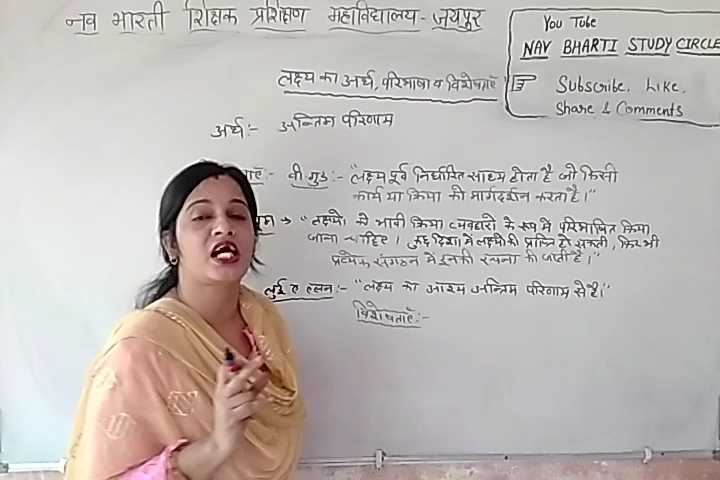 नव भारती शिक्षक प्रशिक्षण महाविद्यालय - जयपुर
You Tube
NAV BHARTI STUDY CIRCLE
Subscribe. Like.
Share & Comments
लक्ष्य का अर्थ, परिभाषा व विशेषताएँ
अर्थ:- अन्तिम परिणाम
वी.गुड:- "लक्ष्य पूर्व निर्धारित साध्य होता है जो किसी
कार्य या क्रिया को मार्गदर्शन करता है।"
→ "लक्ष्यों को भावी क्रिया व्यवहारों के रूप में परिभाषित किया
जाना चाहिए। कुछ दिशा में लक्ष्यों की प्राप्ति हो सकती, फिर भी
प्रत्येक संगठन में इनकी रचना की जाती है।"
लुई ए एलन:- "लक्ष्य का आशय अन्तिम परिणाम से है।"
विशेषताएँ:-